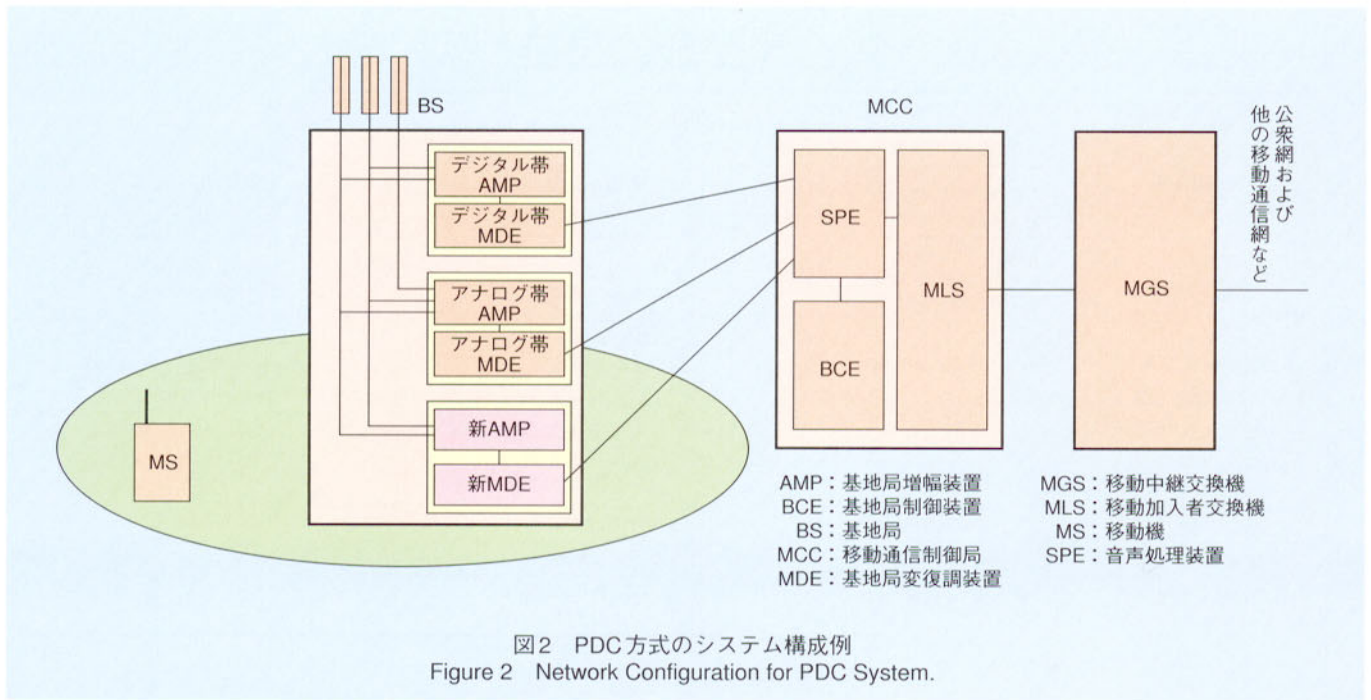 BS
デジタル帯
AMP
デジタル帯
MDE
アナログ帯
AMP
アナログ帯
MDE
新AMP
新MDE
MS
MCC
SPE
BCE
MLS
MGS
公衆網および
他の移動通信網など
AMP：基地局増幅装置
BCE：基地局制御装置
BS：基地局
MCC：移動通信制御局
MDE：基地局変復調装置
MGS：移動中継交換機
MLS：移動加入者交換機
MS：移動機
SPE：音声処理装置
図2　PDC方式のシステム構成例
Figure 2　Network Configuration for PDC System.